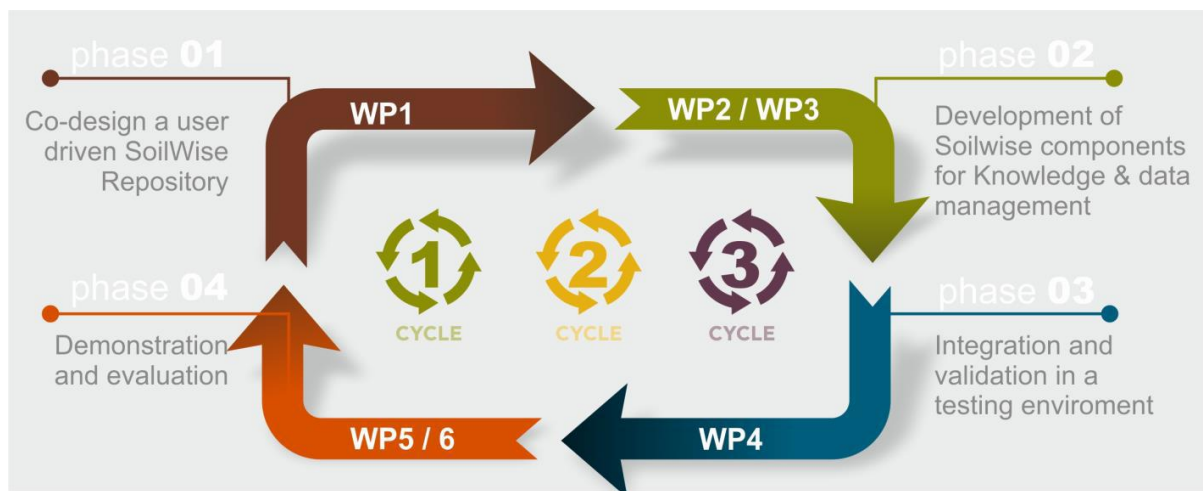 phase 01
Co-design a user
driven SoilWise
Repository
WP1
WP2 / WP3
phase 02
Development of
Soilwise components
for Knowledge & data
management
1
CYCLE
2
CYCLE
3
CYCLE
phase 04
Demonstration
and evaluation
WP5 / 6
WP4
phase 03
Integration and
validation in a
testing enviroment